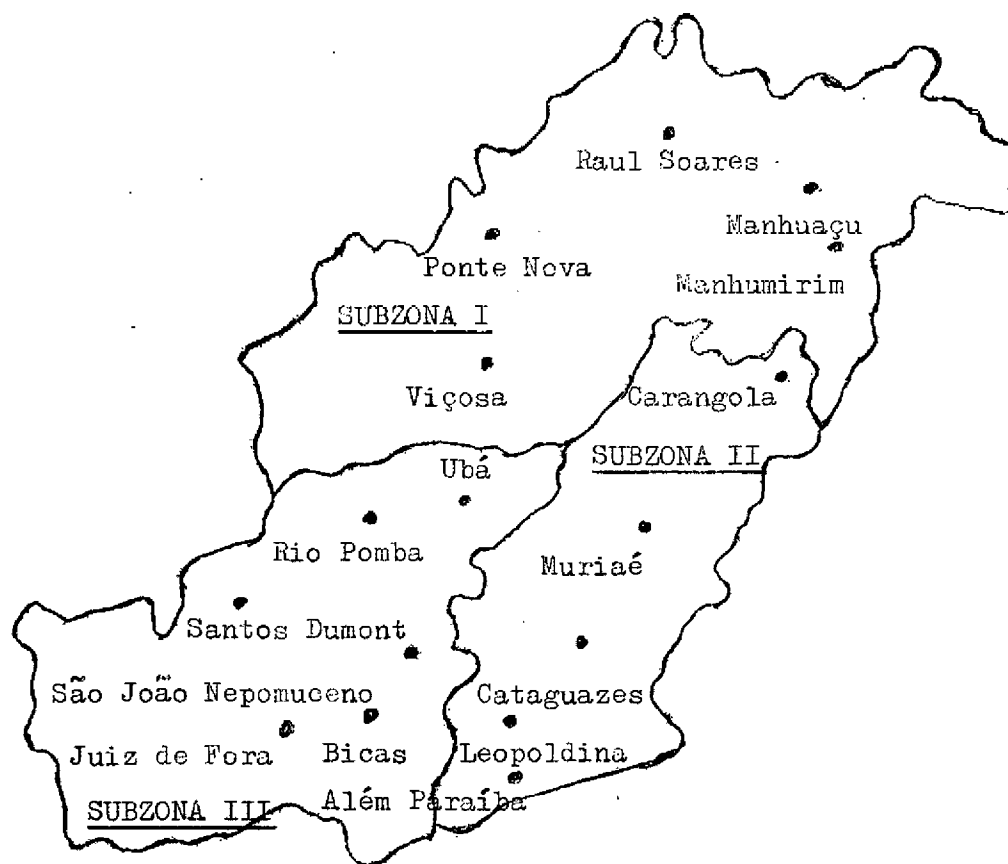 Raul Soares
Manhuaçu
Ponte Nova
Manhumirim
SUBZONA I
Viçosa
Carangola
Ubá
SUBZONA II
Rio Pomba
Muriaé
Santos Dumont
São João Nepomuceno
Cataguazes
Juiz de Fora
Bicas
Leopoldina
SUBZONA III
Além Paraíba